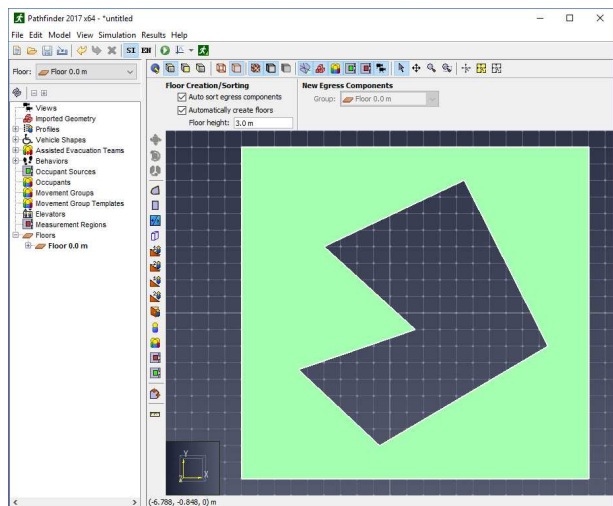 Pathfinder 2017 x64 - *untitled
File Edit Model View Simulation Results Help
SI EN
Floor: Floor 0.0 m
Floor Creation/Sorting
Auto sort egress components
Automatically create floors
Floor height: 3.0 m
New Egress Components
Group: Floor 0.0 m
Views
Imported Geometry
Profiles
Vehicle Shapes
Assisted Evacuation Teams
Behaviors
Occupant Sources
Occupants
Movement Groups
Movement Group Templates
Elevators
Measurement Regions
Floors
Floor 0.0 m
Y
Z X
(-6.788, -0.848, 0) m